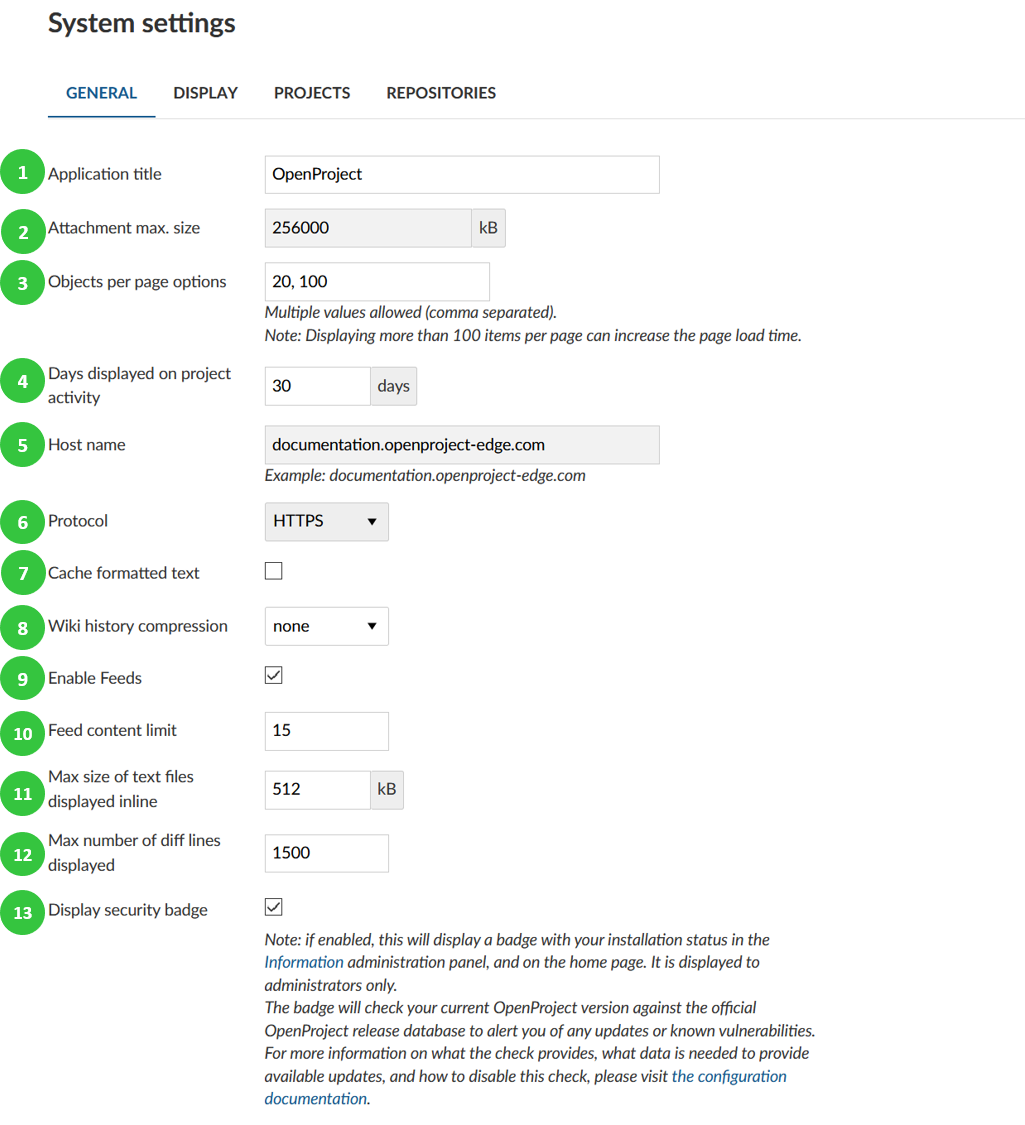 System settings
GENERAL DISPLAY PROJECTS REPOSITORIES
1 Application title OpenProject
2 Attachment max. size 256000 kB
3 Objects per page options 20, 100
Multiple values allowed (comma separated).
Note: Displaying more than 100 items per page can increase the page load time.
4 Days displayed on project
activity 30 days
5 Host name documentation.openproject-edge.com
Example: documentation.openproject-edge.com
6 Protocol HTTPS
7 Cache formatted text
8 Wiki history compression none
9 Enable Feeds
10 Feed content limit 15
11 Max size of text files
displayed inline 512 kB
12 Max number of diff lines
displayed 1500
13 Display security badge
Note: if enabled, this will display a badge with your installation status in the
Information administration panel, and on the home page. It is displayed to
administrators only.
The badge will check your current OpenProject version against the official
OpenProject release database to alert you of any updates or known vulnerabilities.
For more information on what the check provides, what data is needed to provide
available updates, and how to disable this check, please visit the configuration
documentation.